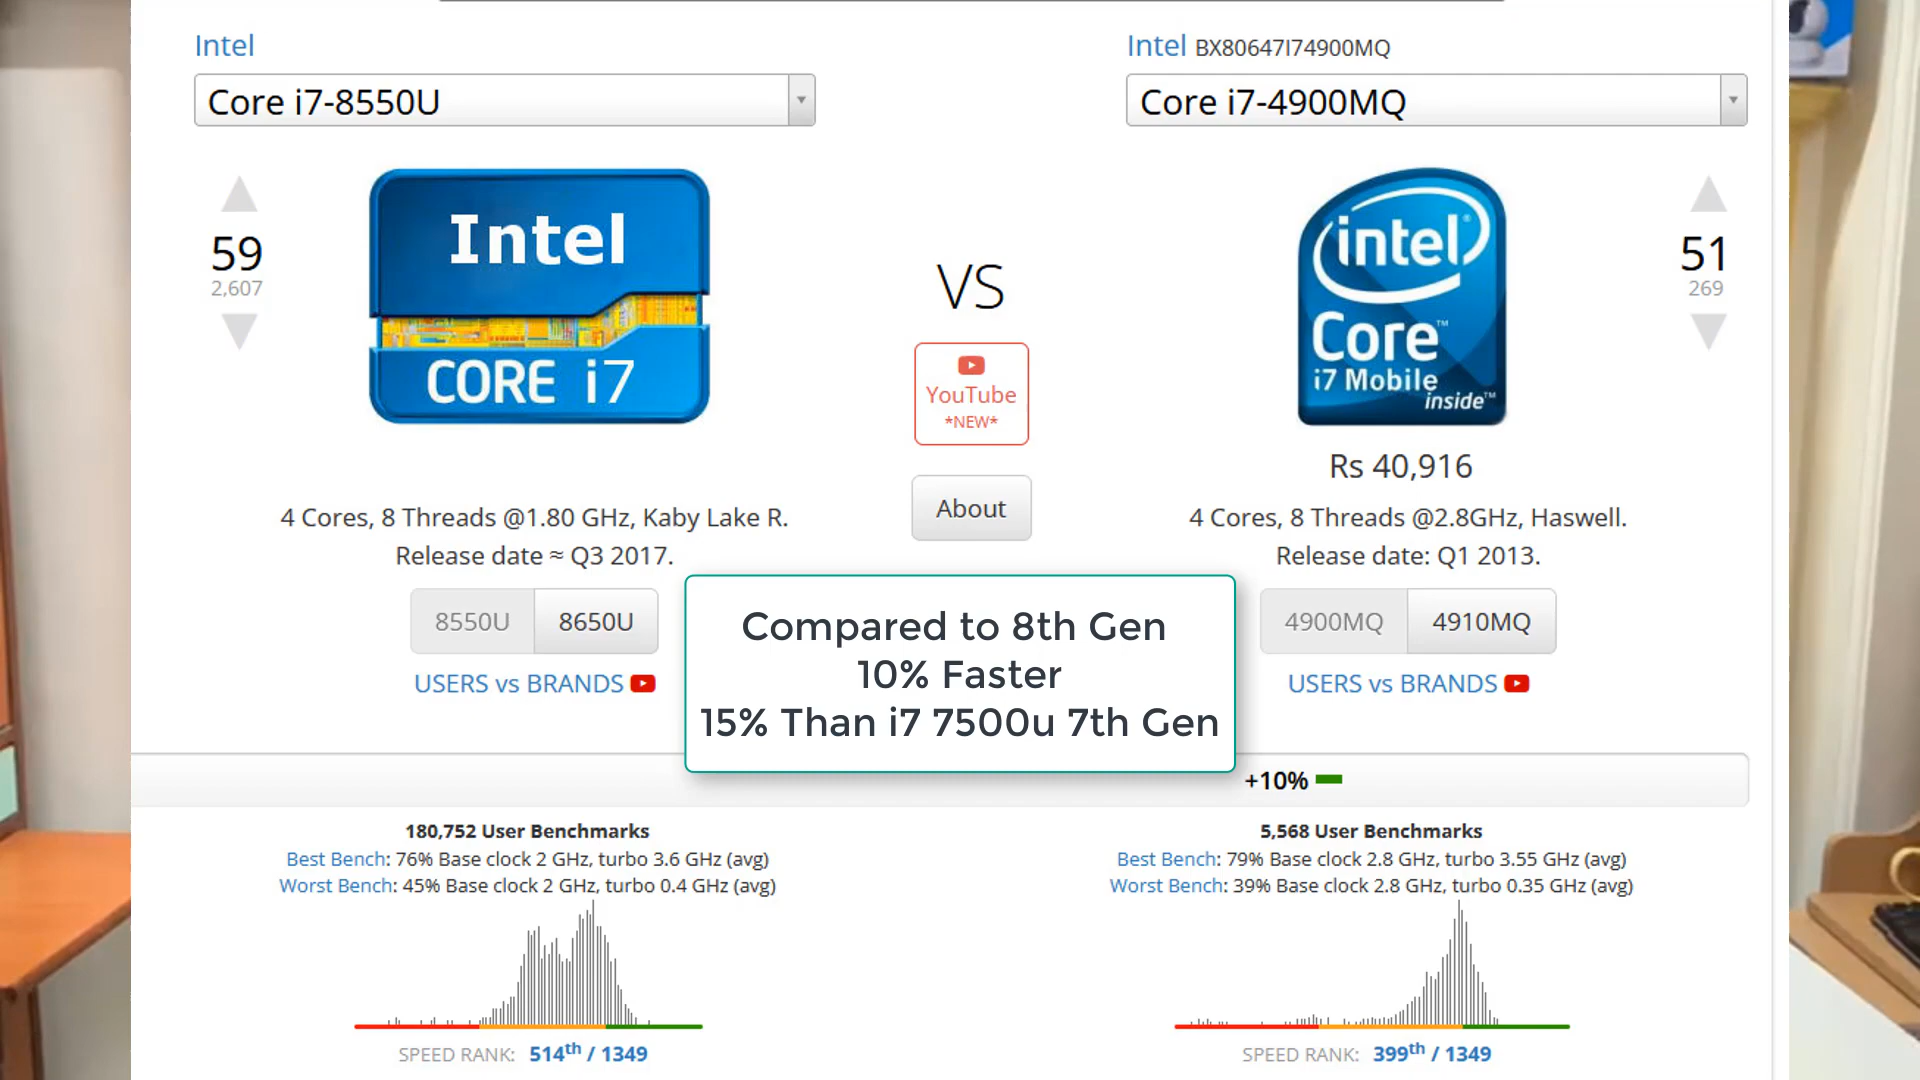 Intel
Core i7-8550U
59
2,607
Intel
CORE i7
4 Cores, 8 Threads @1.80 GHz, Kaby Lake R.
Release date ≈ Q3 2017.
8550U 8650U
USERS vs BRANDS
VS
YouTube
*NEW*
About
Intel BX80647I74900MQ
Core i7-4900MQ
51
269
intel®
Core™
i7 Mobile
inside™
Rs 40,916
4 Cores, 8 Threads @2.8GHz, Haswell.
Release date: Q1 2013.
4900MQ 4910MQ
USERS vs BRANDS
Compared to 8th Gen
10% Faster
15% Than i7 7500u 7th Gen
+10%
180,752 User Benchmarks
Best Bench: 76% Base clock 2 GHz, turbo 3.6 GHz (avg)
Worst Bench: 45% Base clock 2 GHz, turbo 0.4 GHz (avg)
SPEED RANK: 514th / 1349
5,568 User Benchmarks
Best Bench: 79% Base clock 2.8 GHz, turbo 3.55 GHz (avg)
Worst Bench: 39% Base clock 2.8 GHz, turbo 0.35 GHz (avg)
SPEED RANK: 399th / 1349